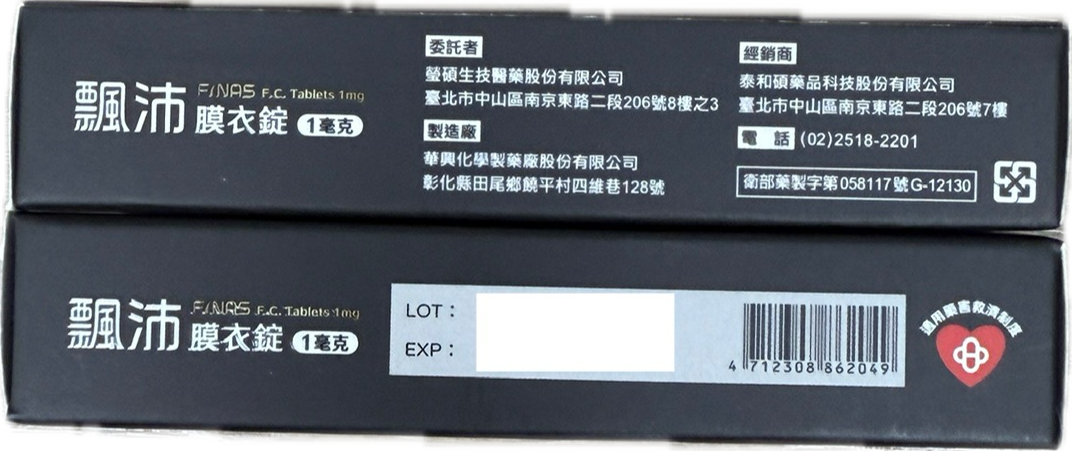 飄沛
FINAS F.C. Tablets 1mg
膜衣錠 1毫克
委託者
瑩碩生技醫藥股份有限公司
臺北市中山區南京東路二段206號8樓之3
製造廠
華興化學製藥廠股份有限公司
彰化縣田尾鄉饒平村四維巷128號
經銷商
泰和碩藥品科技股份有限公司
臺北市中山區南京東路二段206號7樓
電 話 (02)2518-2201
衛部藥製字第058117號G-12130
飄沛
FINAS F.C. Tablets 1mg
膜衣錠 1毫克
LOT：
EXP：
4 712308 862049
適用藥害救濟制度